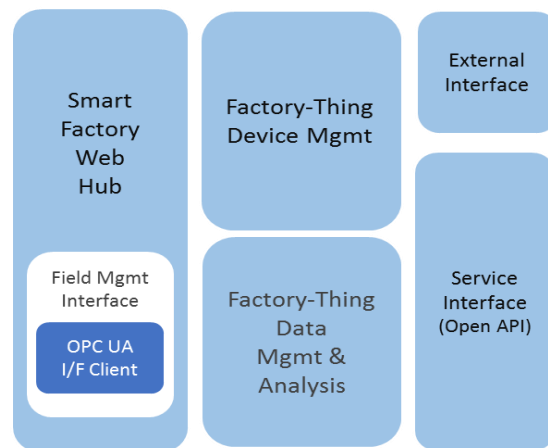 Smart
Factory
Web
Hub
Field Mgmt
Interface
OPC UA
I/F Client
Factory-Thing
Device Mgmt
Factory-Thing
Data
Mgmt &
Analysis
External
Interface
Service
Interface
(Open API)